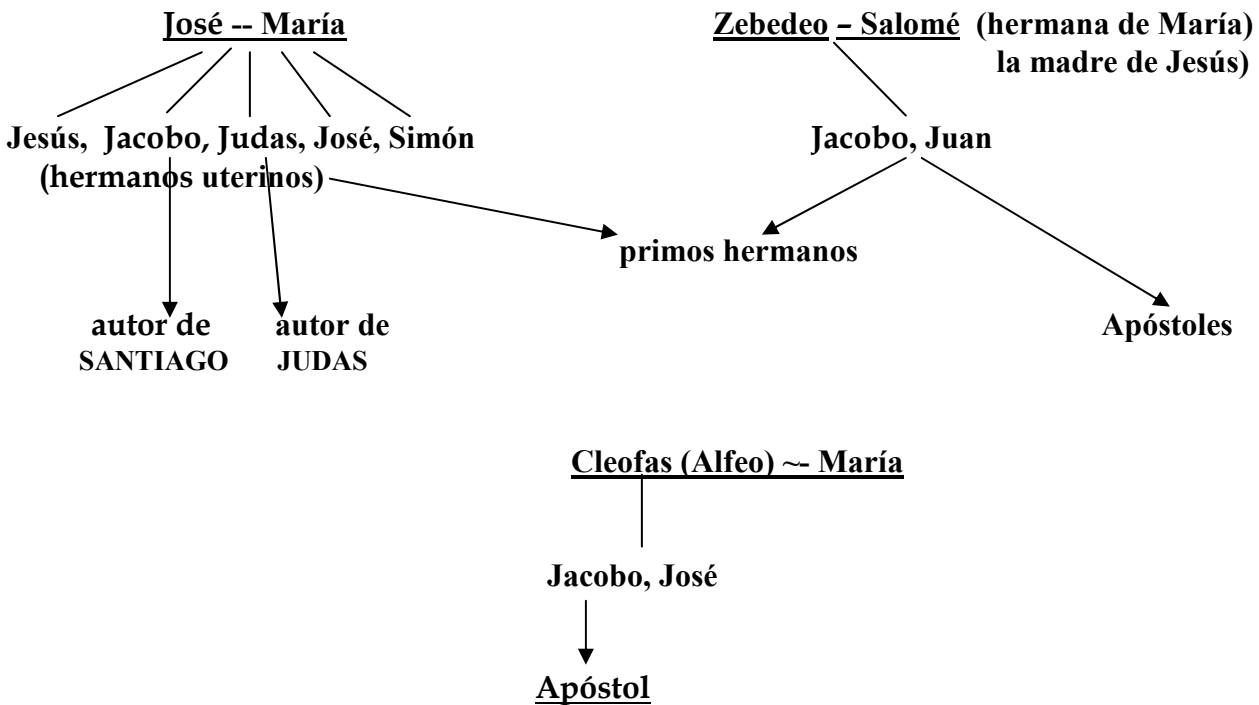 José -- María
Zebedeo – Salomé (hermana de María)
la madre de Jesús)
Jesús, Jacobo, Judas, José, Simón
(hermanos uterinos)
Jacobo, Juan
primos hermanos
autor de
SANTIAGO
autor de
JUDAS
Apóstoles
Cleofas (Alfeo) ~- María
Jacobo, José
Apóstol